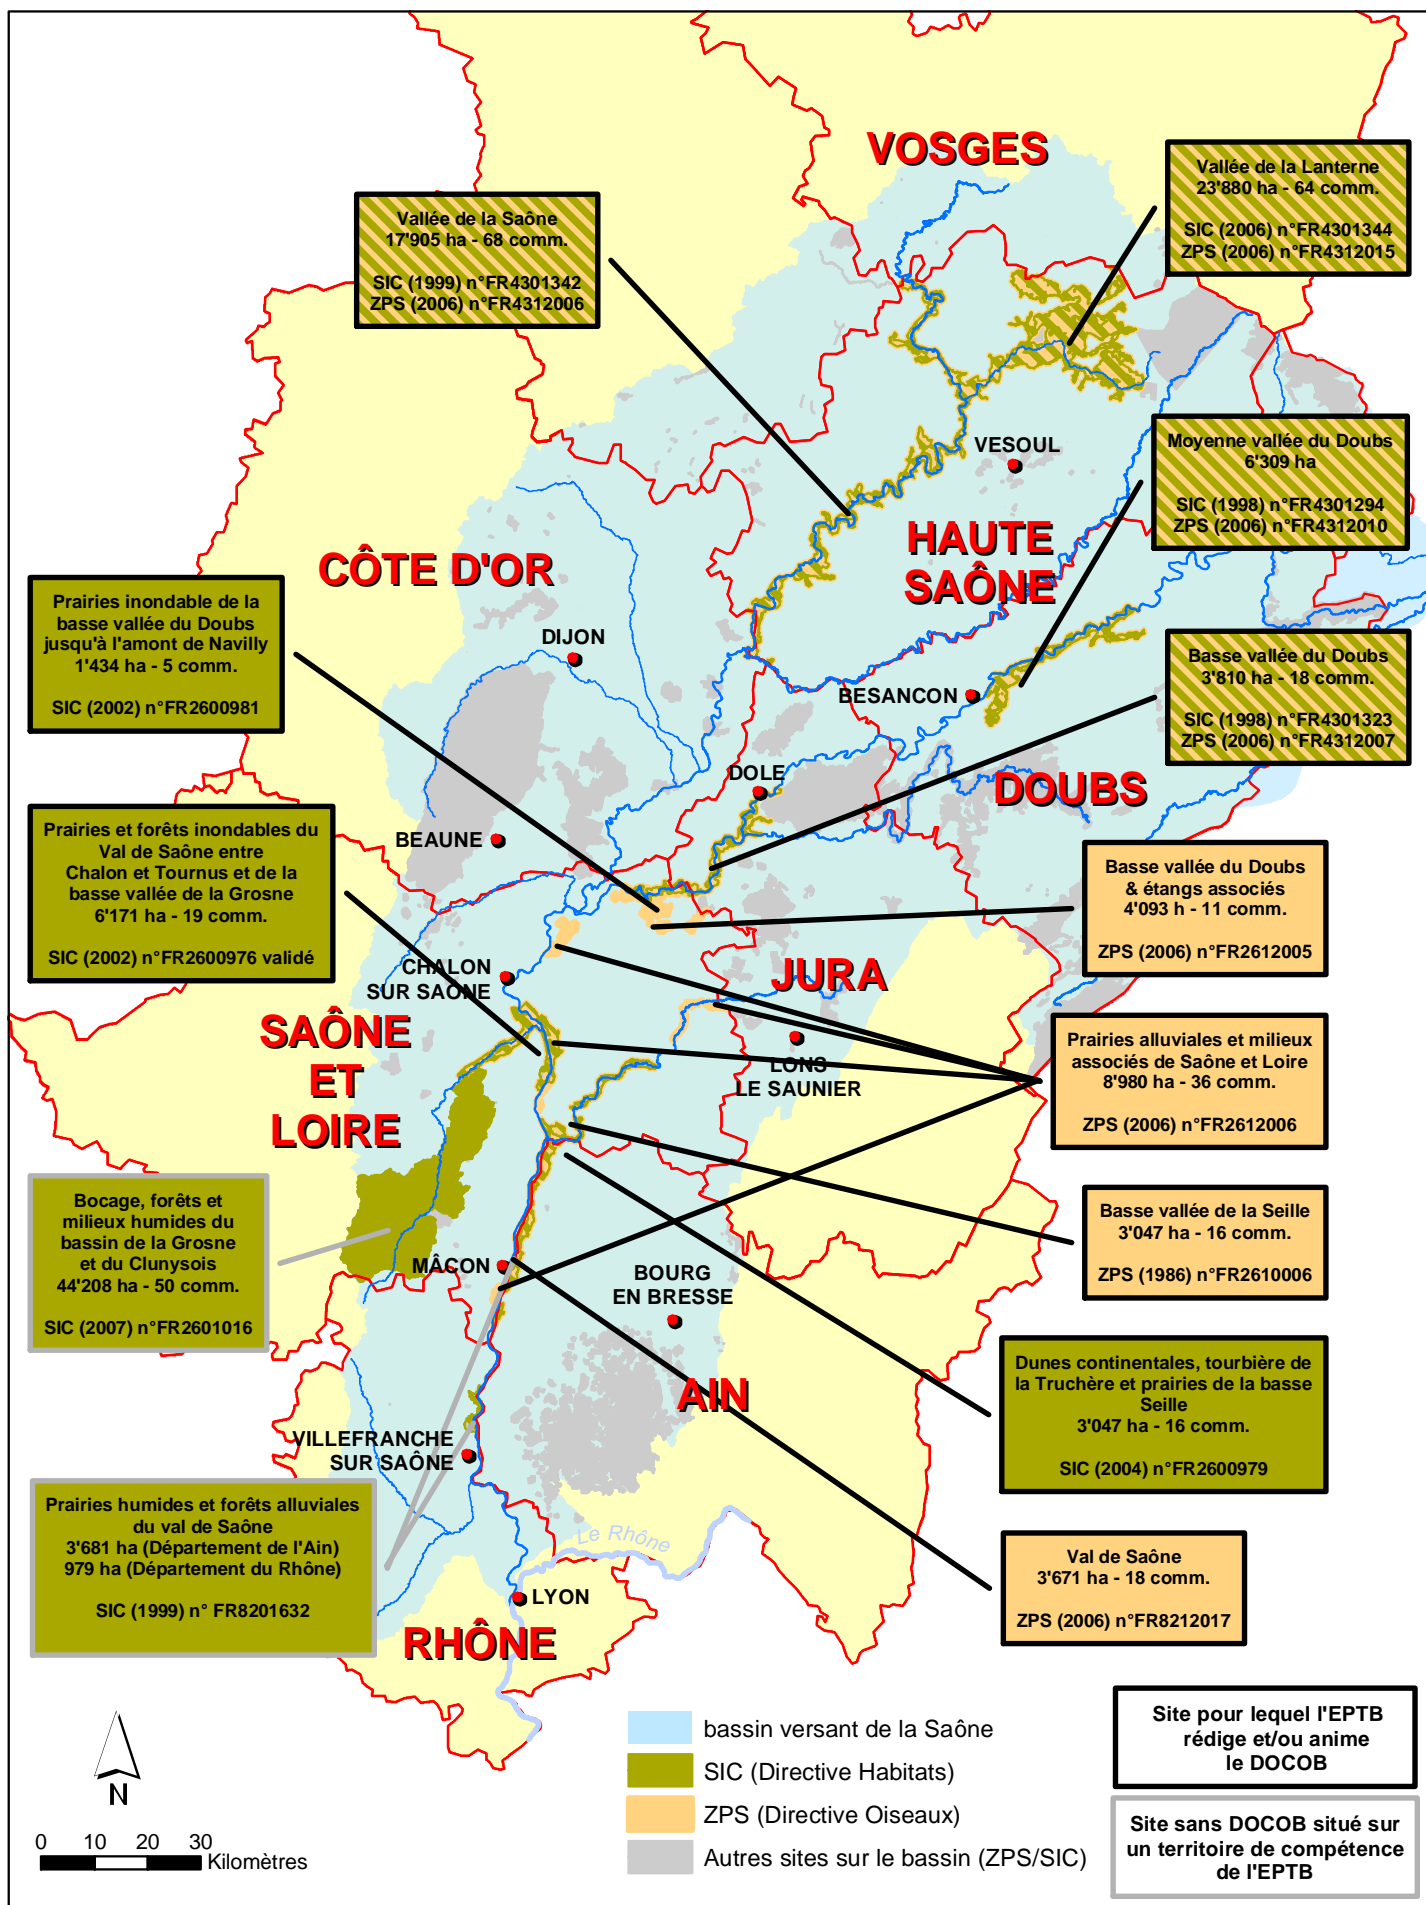 VOSGES
Vallée de la Lanterne
23'880 ha - 64 comm.
SIC (2006) n°FR4301344
ZPS (2006) n°FR4312015
Vallée de la Saône
17'905 ha - 68 comm.
SIC (1999) n°FR4301342
ZPS (2006) n°FR4312006
VESOUL
Moyenne vallée du Doubs
6'309 ha
SIC (1998) n°FR4301294
ZPS (2006) n°FR4312010
HAUTE
SAÔNE
CÔTE D'OR
Prairies inondable de la
basse vallée du Doubs
jusqu'à l'amont de Navilly
1'434 ha - 5 comm.
SIC (2002) n°FR2600981
DIJON
BESANCON
Basse vallée du Doubs
3'810 ha - 18 comm.
SIC (1998) n°FR4301323
ZPS (2006) n°FR4312007
DOLE
DOUBS
Prairies et forêts inondables du
Val de Saône entre
Chalon et Tournus et de la
basse vallée de la Grosne
6'171 ha - 19 comm.
SIC (2002) n°FR2600976 validé
BEAUNE
Basse vallée du Doubs
& étangs associés
4'093 h - 11 comm.
ZPS (2006) n°FR2612005
CHALON
SUR SAÔNE
JURA
SAÔNE
ET
LOIRE
LONS
LE SAUNIER
Prairies alluviales et milieux
associés de Saône et Loire
8'980 ha - 36 comm.
ZPS (2006) n°FR2612006
Bocage, forêts et
milieux humides du
bassin de la Grosne
et du Clunysois
44'208 ha - 50 comm.
SIC (2007) n°FR2601016
Basse vallée de la Seille
3'047 ha - 16 comm.
ZPS (1986) n°FR2610006
MÂCON
BOURG
EN BRESSE
AIN
Dunes continentales, tourbière de
la Truchère et prairies de la basse
Seille
3'047 ha - 16 comm.
SIC (2004) n°FR2600979
VILLEFRANCHE
SUR SAÔNE
Prairies humides et forêts alluviales
du val de Saône
3'681 ha (Département de l'Ain)
979 ha (Département du Rhône)
SIC (1999) n° FR8201632
Le Rhône
Val de Saône
3'671 ha - 18 comm.
ZPS (2006) n°FR8212017
LYON
RHÔNE
N
0 10 20 30
Kilomètres
bassin versant de la Saône
SIC (Directive Habitats)
ZPS (Directive Oiseaux)
Autres sites sur le bassin (ZPS/SIC)
Site pour lequel l'EPTB
rédige et/ou anime
le DOCOB
Site sans DOCOB situé sur
un territoire de compétence
de l'EPTB